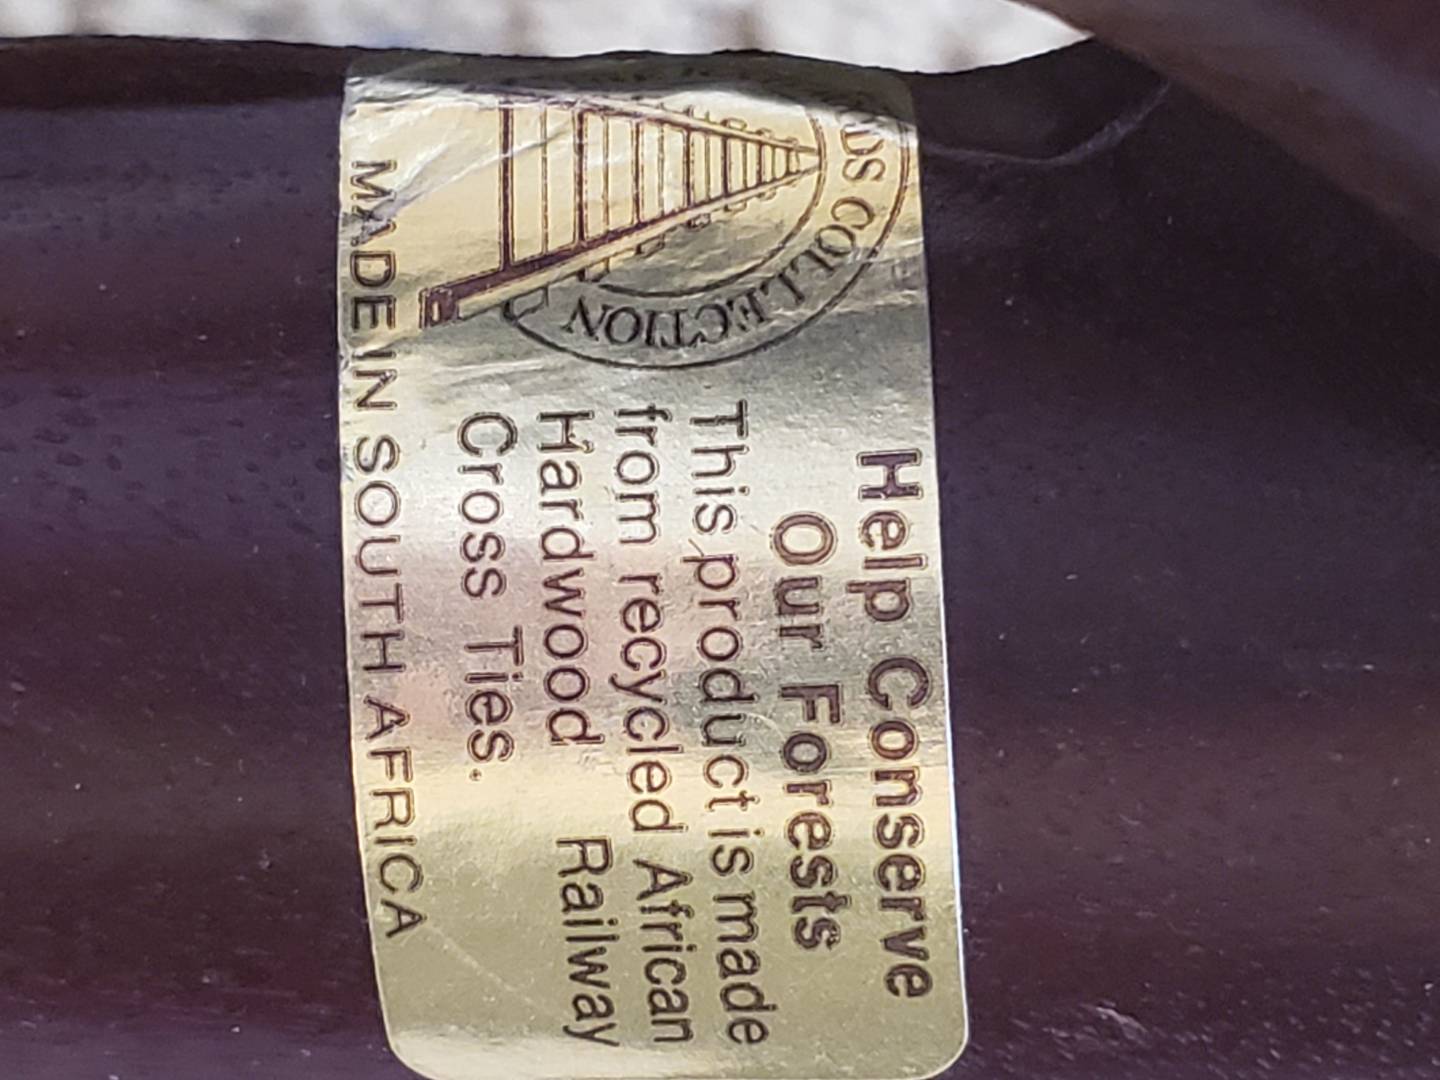 COLLECTION
Help Conserve
Our Forests
This product is made
from recycled African
Hardwood Railway
Cross Ties.
MADE IN SOUTH AFRICA